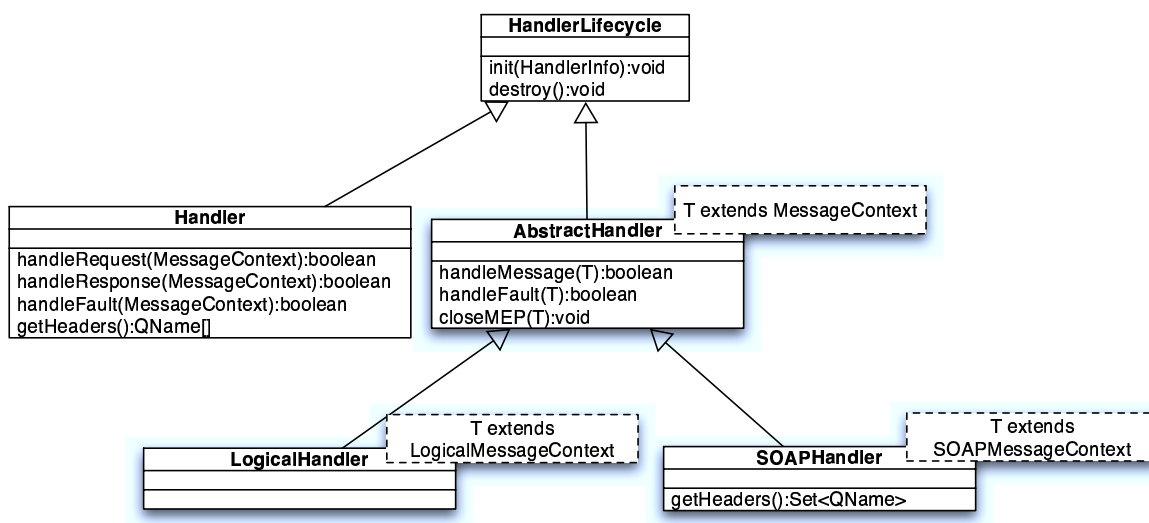 HandlerLifecycle
init(HandlerInfo):void
destroy():void
Handler
handleRequest(MessageContext):boolean
handleResponse(MessageContext):boolean
handleFault(MessageContext):boolean
getHeaders():QName[]
T extends MessageContext
AbstractHandler
handleMessage(T):boolean
handleFault(T):boolean
closeMEP(T):void
T extends
LogicalMessageContext
LogicalHandler
T extends
SOAPMessageContext
SOAPHandler
getHeaders():Set<QName>